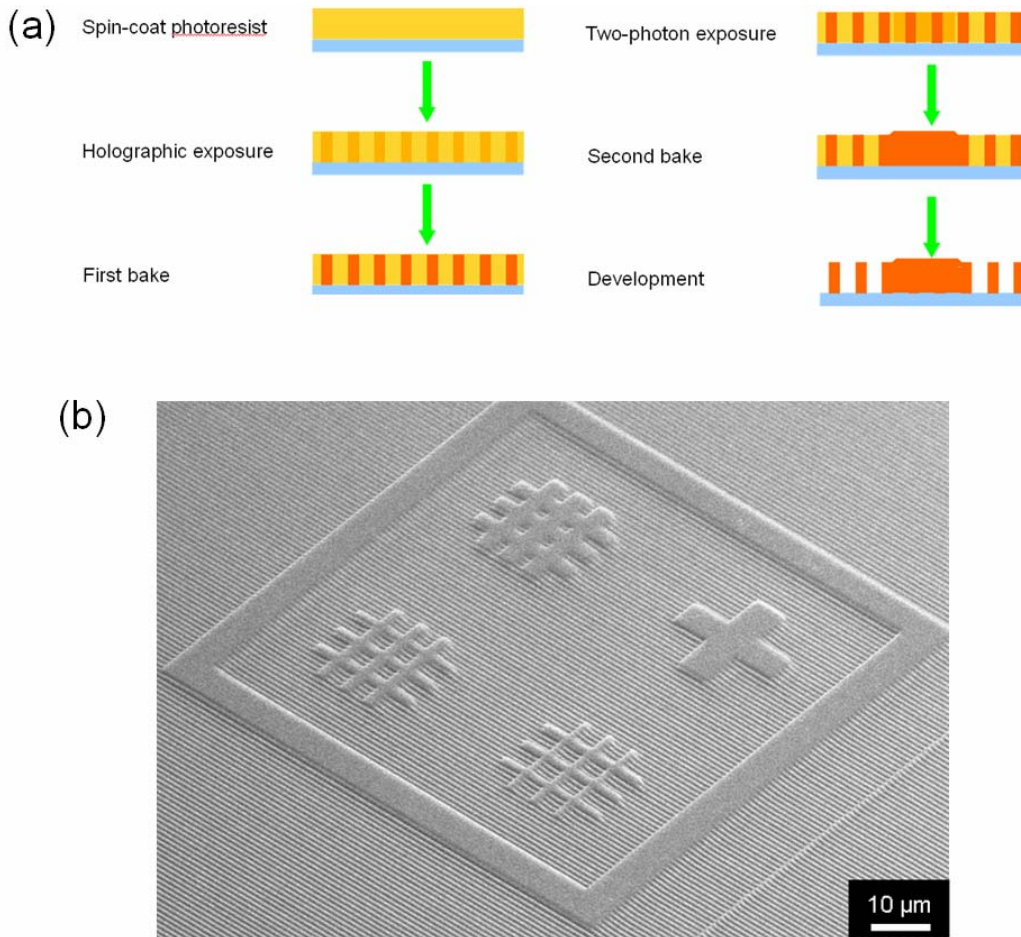 (a)
Spin-coat photoresist
Holographic exposure
First bake
Two-photon exposure
Second bake
Development
(b)
10 µm